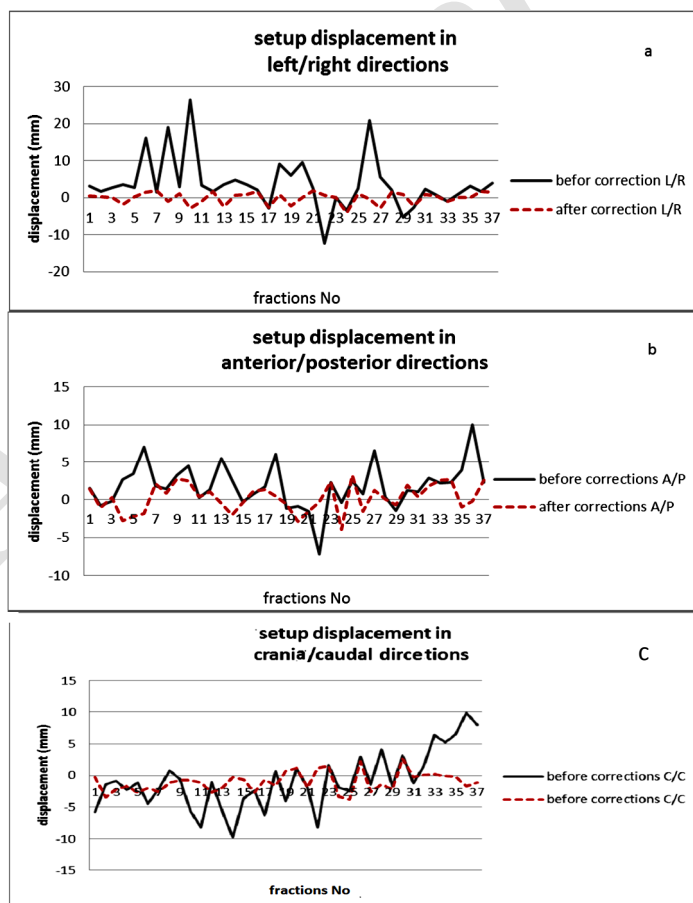 setup displacement in
left/right directions
a
30
20
10
0
-10
-20
displacement (mm)
1 3 5 7 9 11 13 15 17 19 21 23 25 27 29 31 33 35 37
befor correction L/R
after correction L/R
fractions No
setup displacement in
anterior/posterior directions
b
15
10
5
0
-5
-10
displacement (mm)
1 3 5 7 9 11 13 15 17 19 21 23 25 27 29 31 33 35 37
before corrections A/P
after corrections A/P
fractions No
setup displacement in
crania/caudal dircetions
C
15
10
5
0
-5
-10
-15
displacement (mm)
1 3 5 7 9 11 13 15 17 19 21 23 25 27 29 31 33 35 37
before corrections C/C
before corrections C/C
fractions No